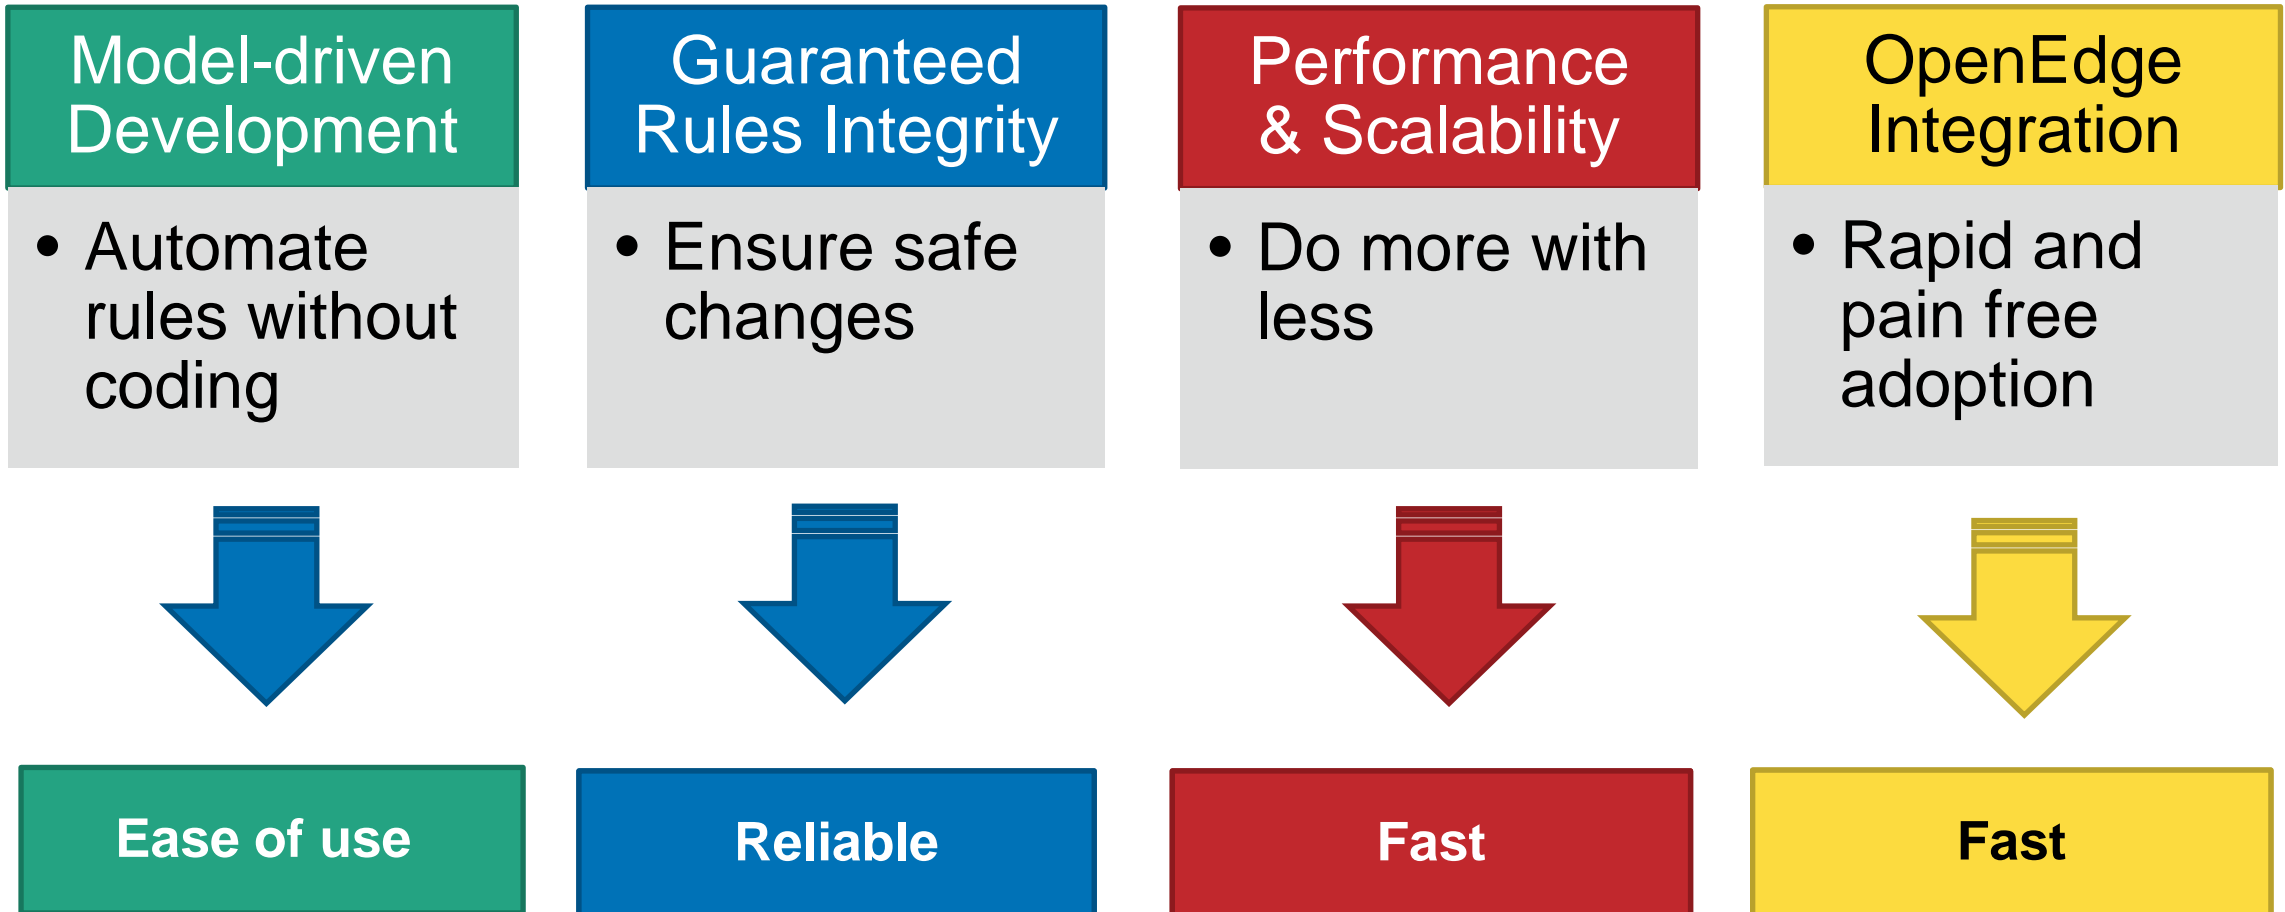 Model-driven
Development
• Automate
rules without
coding
Ease of use
Guaranteed
Rules Integrity
• Ensure safe
changes
Reliable
Performance
& Scalability
• Do more with
less
Fast
OpenEdge
Integration
• Rapid and
pain free
adoption
Fast